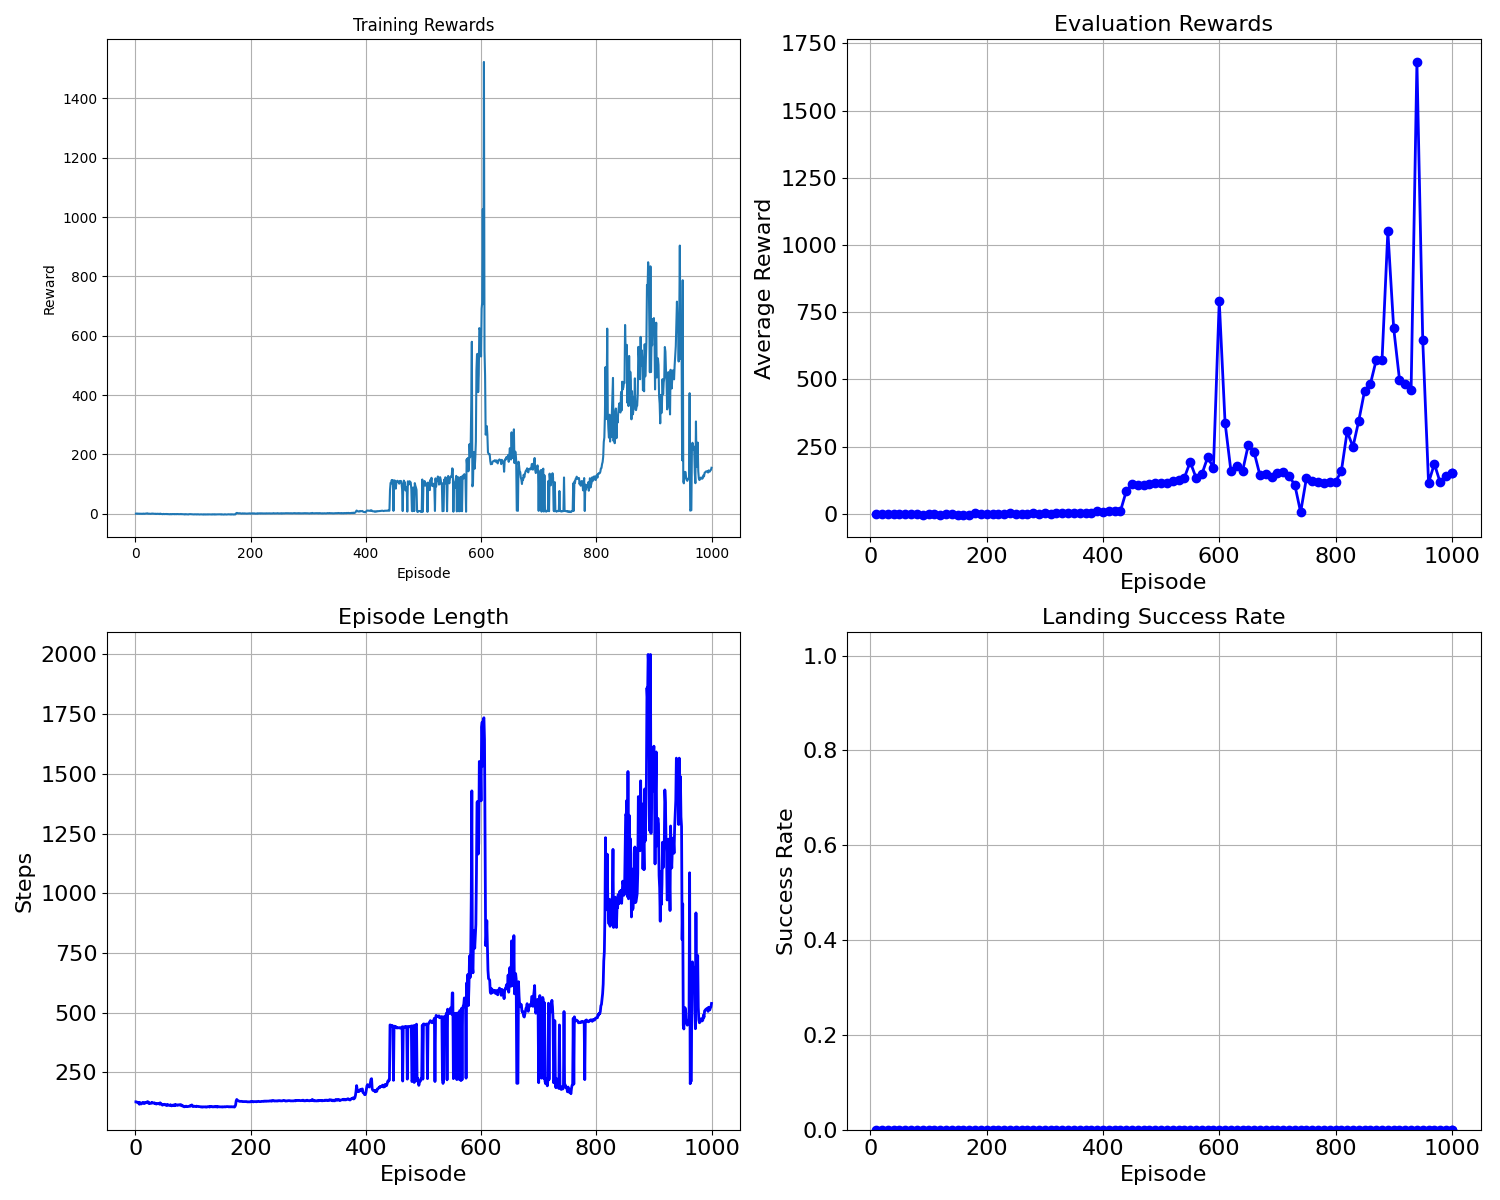 Training Rewards
Reward
1400
1200
1000
800
600
400
200
0
0 200 400 600 800 1000
Episode
Evaluation Rewards
Average Reward
1750
1500
1250
1000
750
500
250
0
0 200 400 600 800 1000
Episode
Episode Length
Steps
2000
1750
1500
1250
1000
750
500
250
0 200 400 600 800 1000
Episode
Landing Success Rate
Success Rate
1.0
0.8
0.6
0.4
0.2
0.0
0 200 400 600 800 1000
Episode